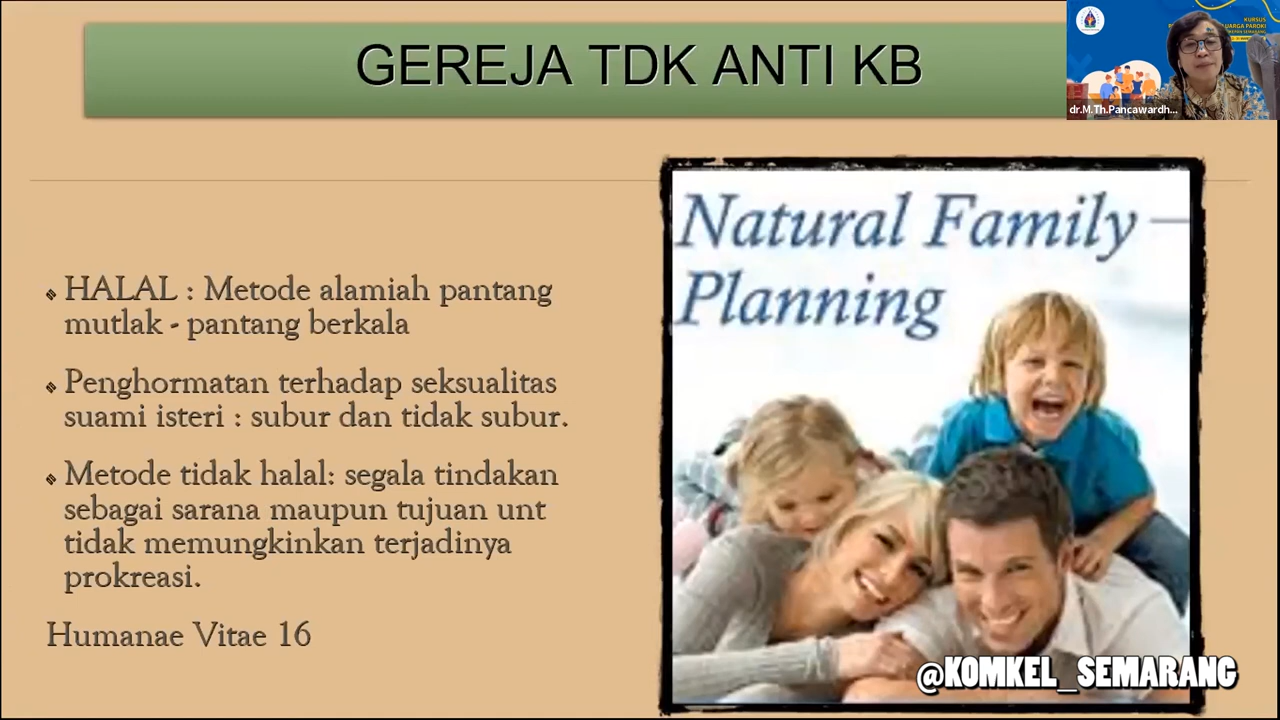 GEREJA TDK ANTI KB
KURSUS
dr.M.Th.Pancawardh...
Natural Family
Planning
HALAL : Metode alamiah pantang
mutlak - pantang berkala
Penghormatan terhadap seksualitas
suami isteri : subur dan tidak subur.
Metode tidak halal: segala tindakan
sebagai sarana maupun tujuan unt
tidak memungkinkan terjadinya
prokreasi.
Humanae Vitae 16
@KOMKEL_SEMARANG